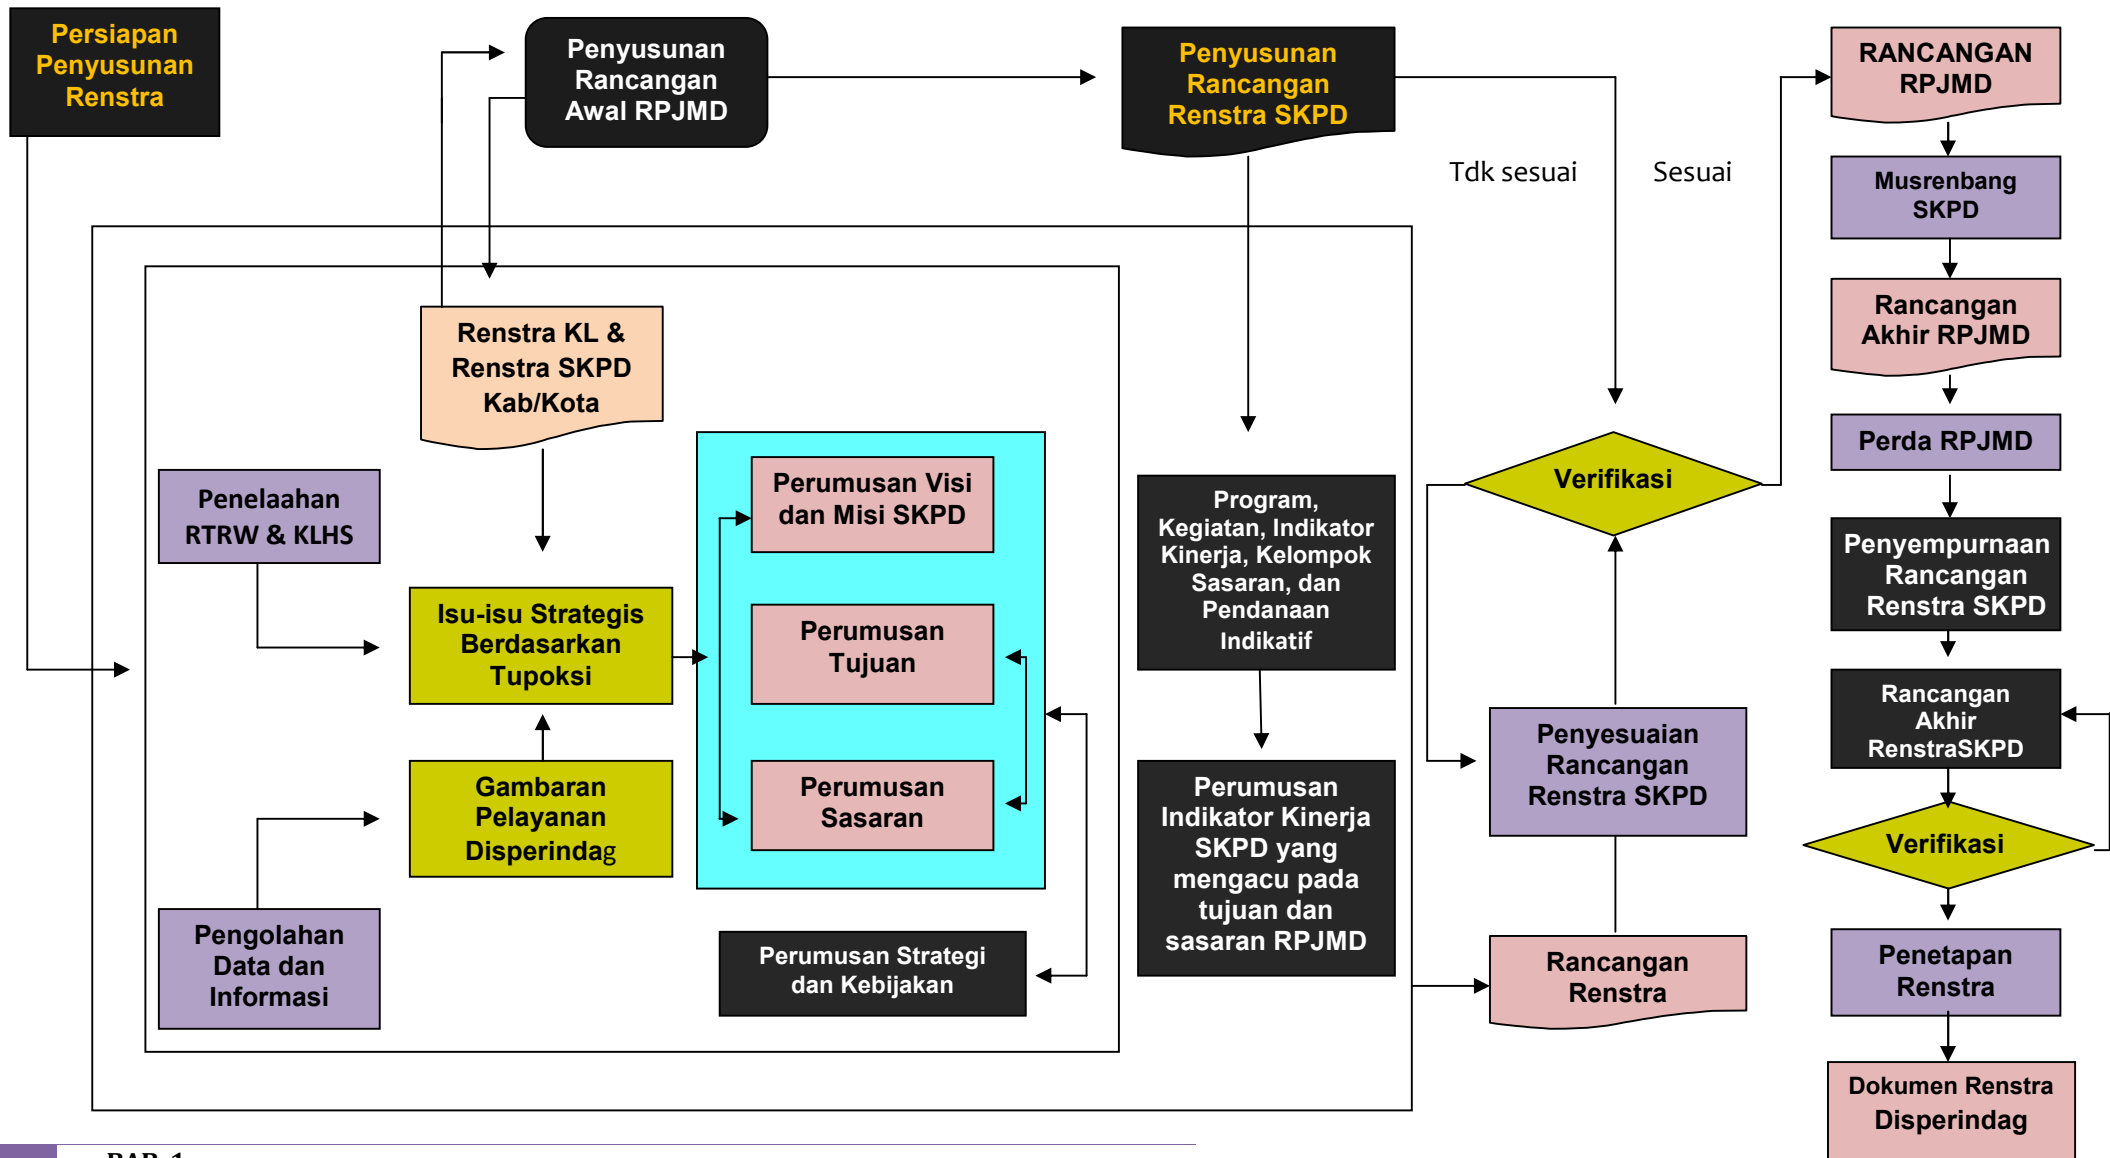 Persiapan
Penyusunan
Renstra
Penyusunan
Rancangan
Awal RPJMD
Penyusunan
Rancangan
Renstra SKPD
RANCANGAN
RPJMD
Tdk sesuai
Sesuai
Musrenbang
SKPD
Rancangan
Akhir RPJMD
Renstra KL &
Renstra SKPD
Kab/Kota
Perda RPJMD
Penelaahan
RTRW & KLHS
Perumusan Visi
dan Misi SKPD
Program,
Kegiatan, Indikator
Kinerja, Kelompok
Sasaran, dan
Pendanaan
Indikatif
Verifikasi
Penyempurnaan
Rancangan
Renstra SKPD
Isu-isu Strategis
Berdasarkan
Tupoksi
Perumusan
Tujuan
Rancangan
Akhir
RenstraSKPD
Gambaran
Pelayanan
Disperindag
Perumusan
Sasaran
Perumusan
Indikator Kinerja
SKPD yang
mengacu pada
tujuan dan
sasaran RPJMD
Penyesuaian
Rancangan
Renstra SKPD
Verifikasi
Pengolahan
Data dan
Informasi
Perumusan Strategi
dan Kebijakan
Rancangan
Renstra
Penetapan
Renstra
Dokumen Renstra
Disperindag
BAB 1